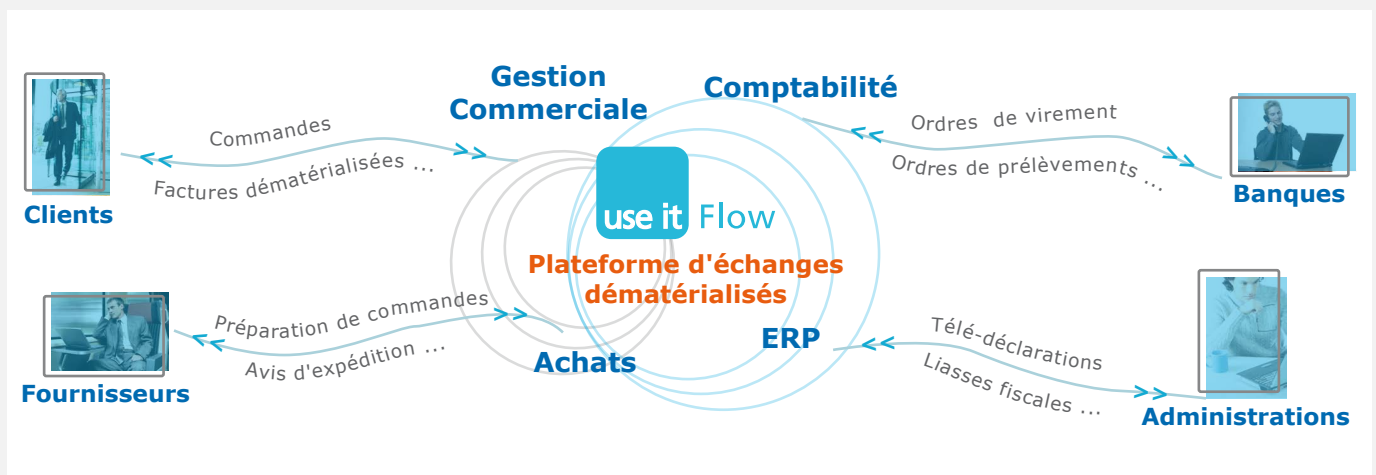 Gestion
Commerciale
Comptabilité
Commandes
Factures dématérialisées ...
Clients
Ordres de virement
Ordres de prélèvements ...
Banques
use it Flow
Plateforme d'échanges
dématérialisés
Préparation de commandes
Avis d'expédition ...
Fournisseurs
Achats
ERP
Télé-déclarations
Liasses fiscales ...
Administrations